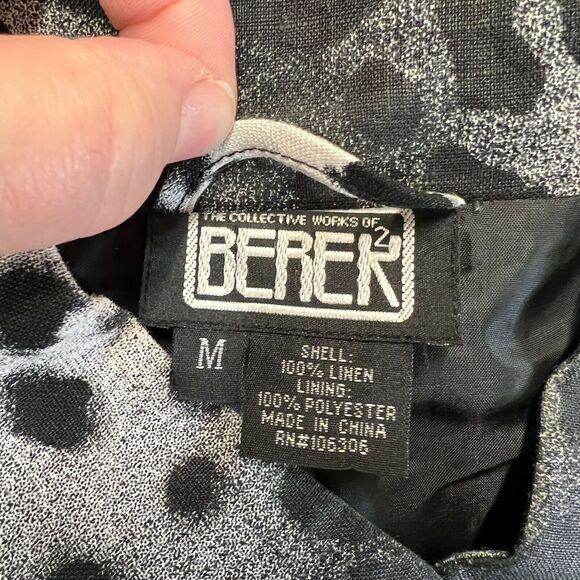 THE COLLECTIVE WORKS OF
BEREK 2
M
SHELL:
100% LINEN
LINING:
100% POLYESTER
MADE IN CHINA
RN#106306